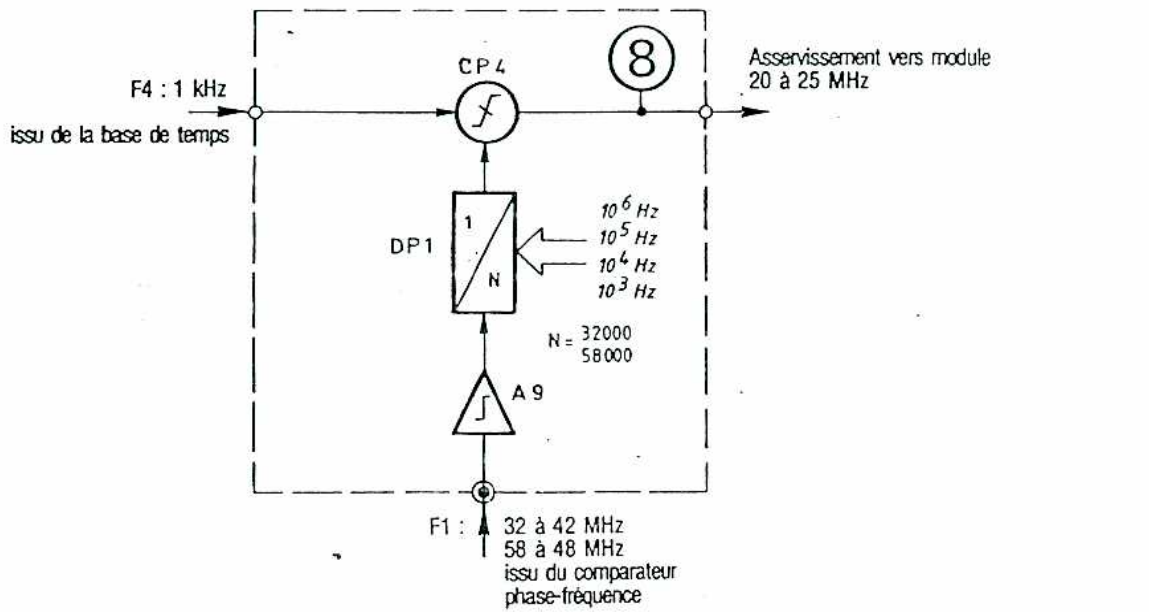 CP4
8
Asservissement vers module
20 à 25 MHz
F4 : 1 kHz
issu de la base de temps
DP1
1
N
10⁶ Hz
10⁵ Hz
10⁴ Hz
10³ Hz
N = 32000
58000
A9
F1 : 32 à 42 MHz
58 à 48 MHz
issu du comparateur
phase-fréquence